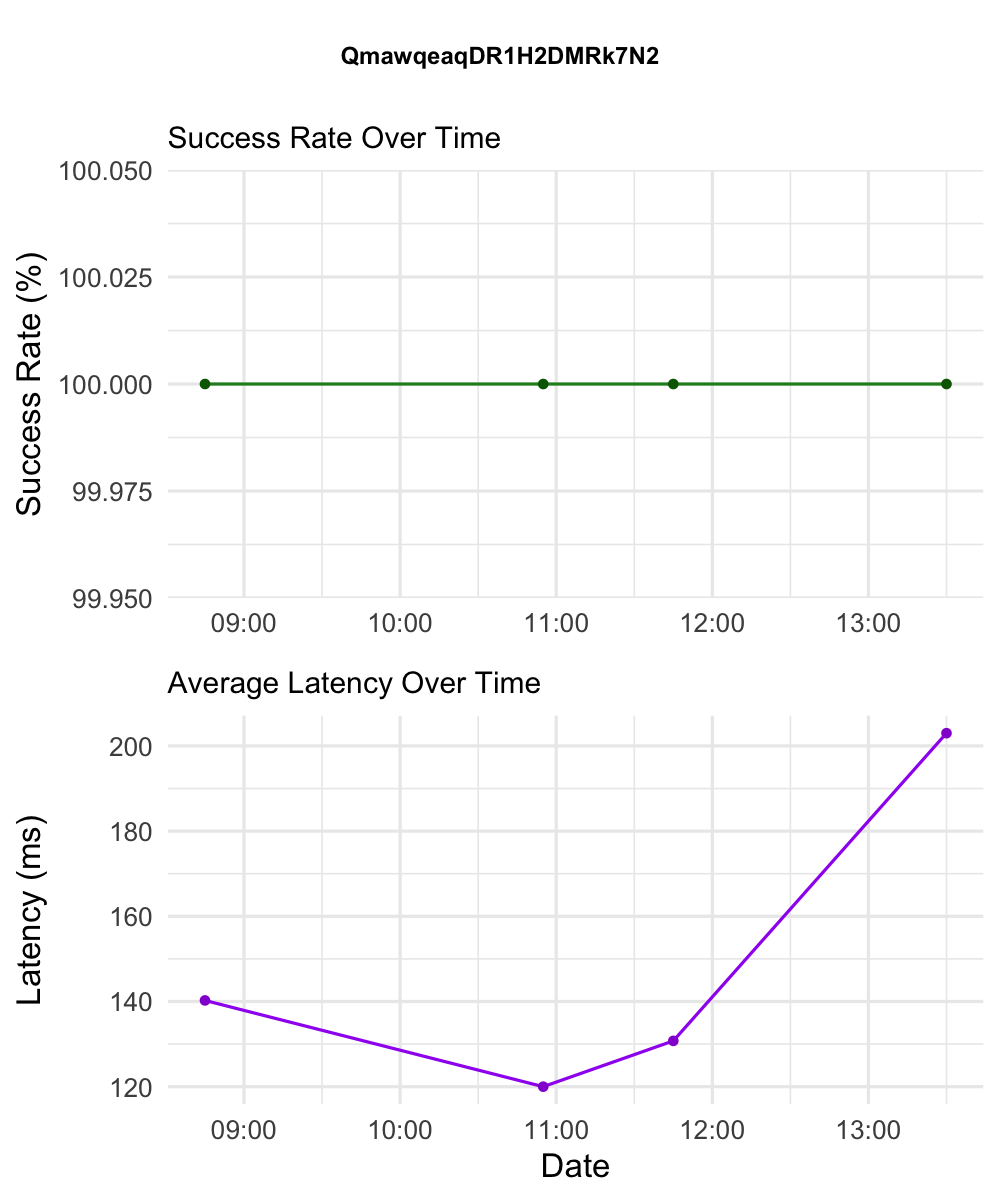 QmawqeaqDR1H2DMRk7N2
Success Rate Over Time
Success Rate (%)
100.050
100.025
100.000
99.975
99.950
09:00 10:00 11:00 12:00 13:00
Average Latency Over Time
Latency (ms)
200
180
160
140
120
09:00 10:00 11:00 12:00 13:00
Date